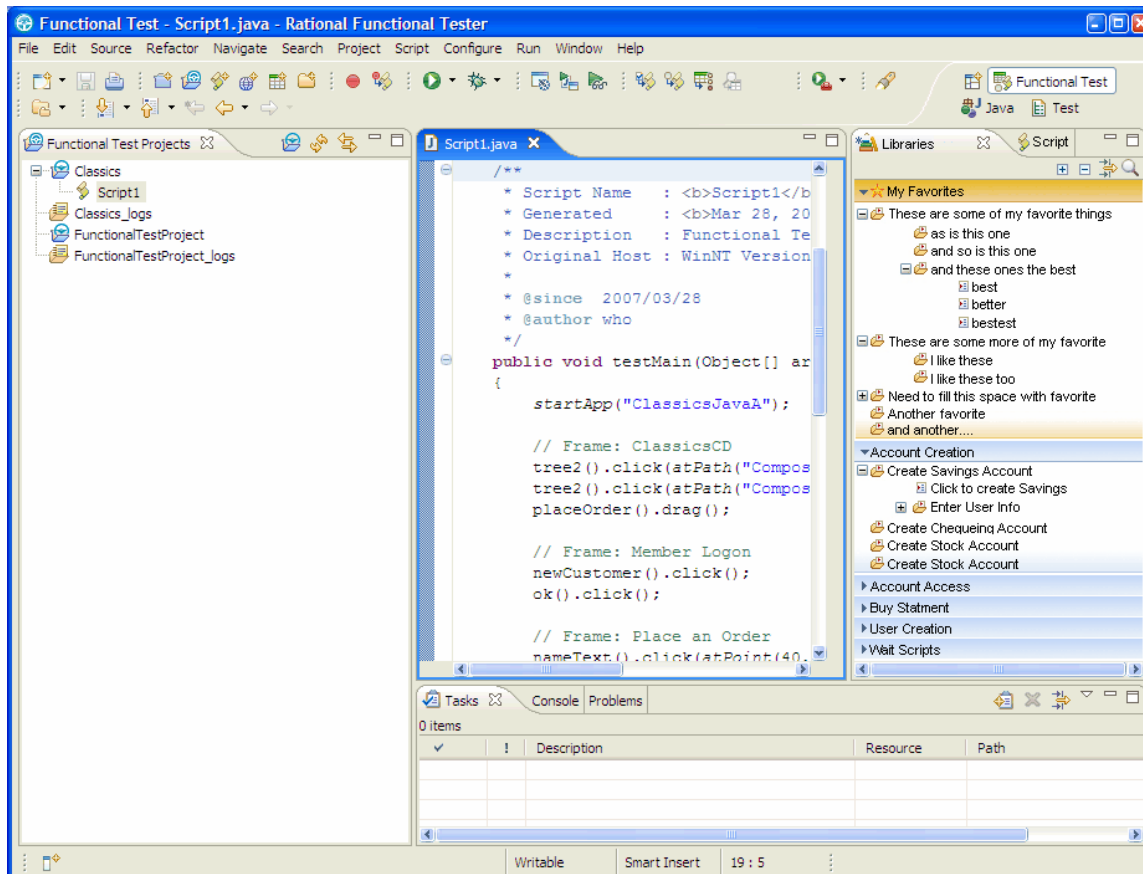 Functional Test - Script1.java - Rational Functional Tester
File Edit Source Refactor Navigate Search Project Script Configure Run Window Help
Functional Test
Java Test
Functional Test Projects
Classics
Script1
Classics_logs
FunctionalTestProject
FunctionalTestProject_logs
Script1.java
/**
* Script Name : <b>Script1</b
* Generated : <b>Mar 28, 20
* Description : Functional Te
* Original Host : WinNT Version
*
* @since 2007/03/28
* @author who
*/
public void testMain(Object[] ar
{
startApp("ClassicsJavaA");
// Frame: ClassicsCD
tree2().click(atPath("Compos
tree2().click(atPath("Compos
placeOrder().drag();
// Frame: Member Logon
newCustomer().click();
ok().click();
// Frame: Place an Order
nameText().click(atPoint(40,
Libraries Script
My Favorites
These are some of my favorite things
as is this one
and so is this one
and these ones the best
best
better
bestest
These are some more of my favorite
I like these
I like these too
Need to fill this space with favorite
Another favorite
and another....
Account Creation
Create Savings Account
Click to create Savings
Enter User Info
Create Chequeing Account
Create Stock Account
Create Stock Account
Account Access
Buy Statment
User Creation
Wait Scripts
Tasks Console Problems
0 items
! Description Resource Path
Writable Smart Insert 19 : 5